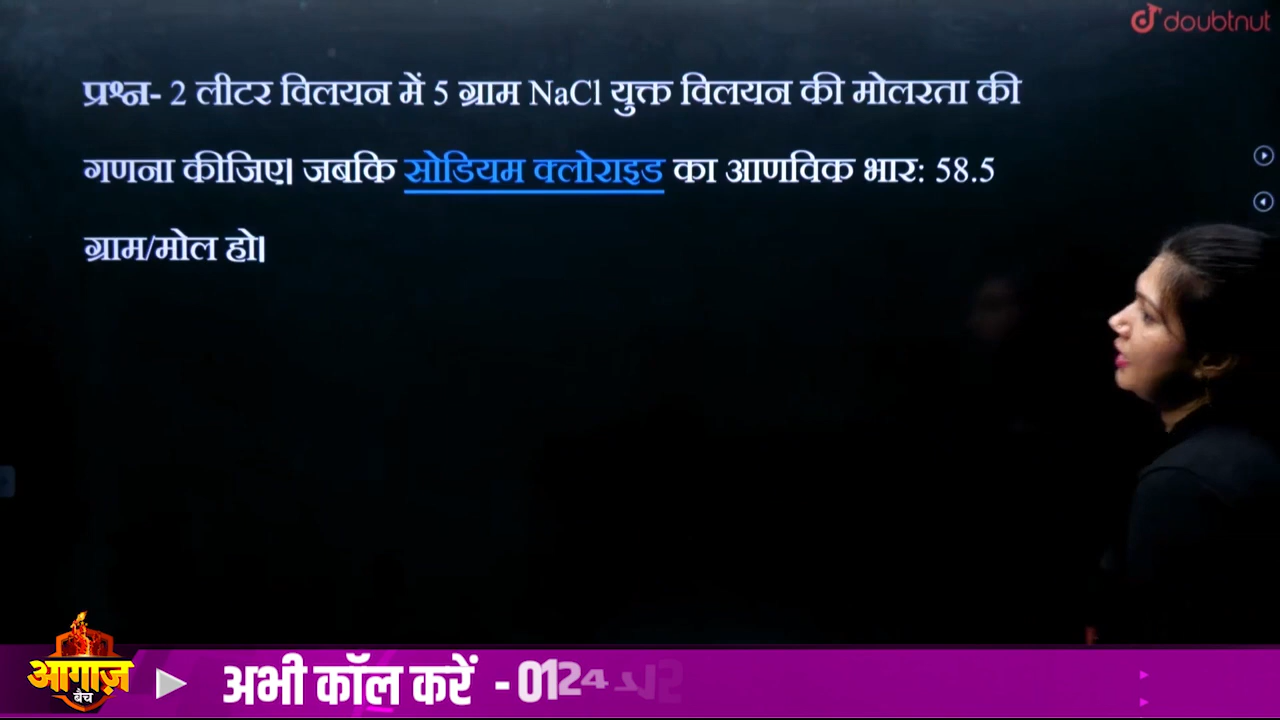 doubtnut
प्रश्न- 2 लीटर विलयन में 5 ग्राम NaCl युक्त विलयन की मोलरता की
गणना कीजिए। जबकि सोडियम क्लोराइड का आणविक भार: 58.5
ग्राम/मोल हो।
आगाज़
बैच
अभी कॉल करें - 0124